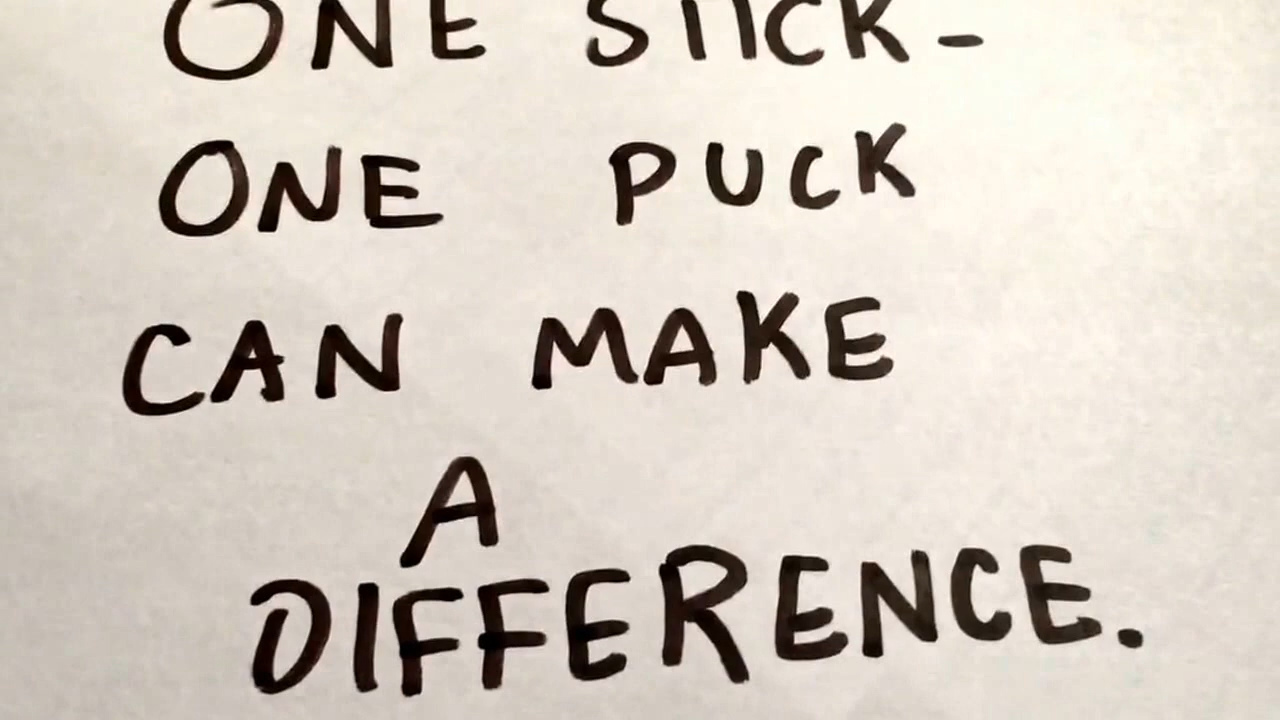 ONE STICK-
ONE PUCK
CAN MAKE
A
DIFFERENCE.